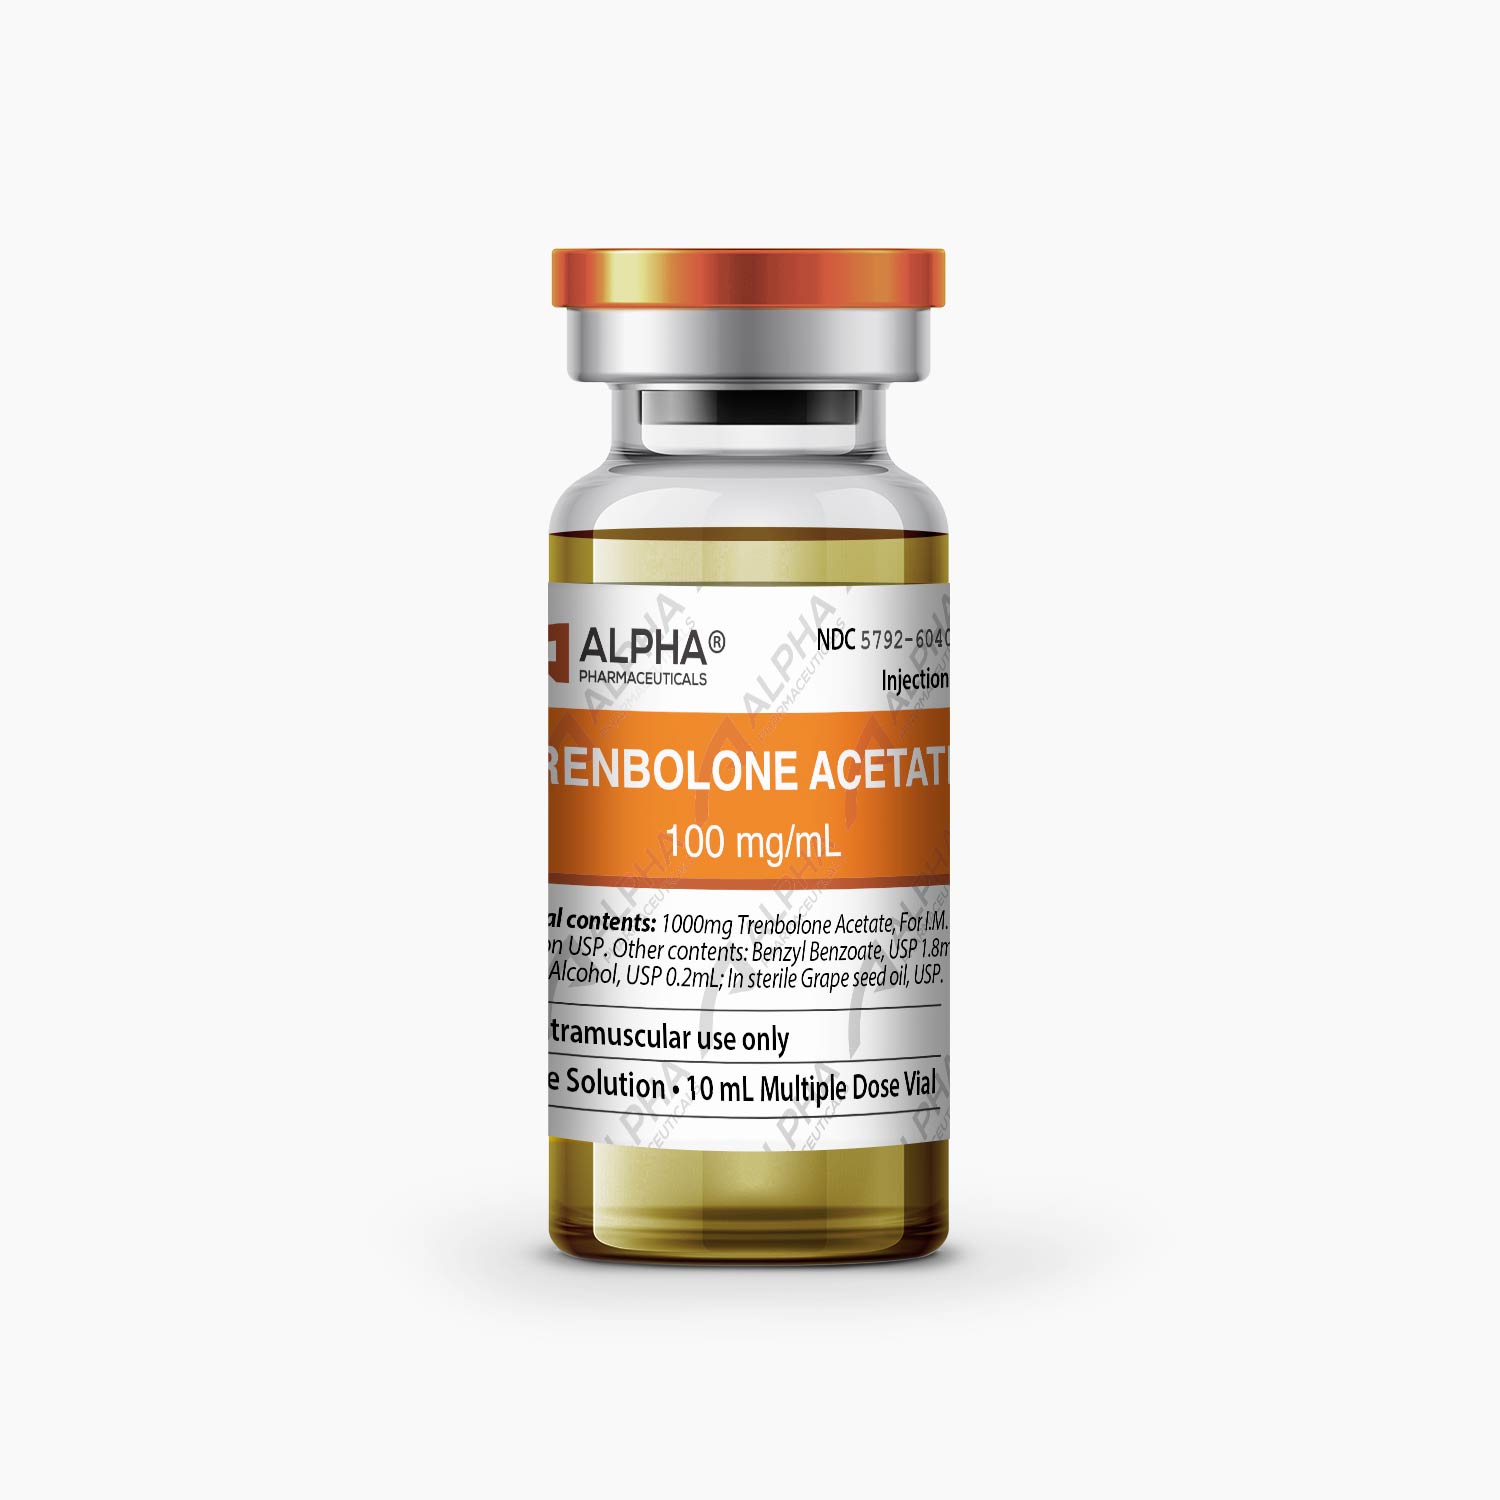 ALPHA® NDC 5792-604
PHARMACEUTICALS Injection
RENBOLONE ACETAT
100 mg/mL
al contents: 1000mg Trenbolone Acetate, For I.M.
on USP. Other contents: Benzyl Benzoate, USP 1.8m
Alcohol, USP 0.2mL; In sterile Grape seed oil, USP.
tramuscular use only
e Solution • 10 mL Multiple Dose Vial